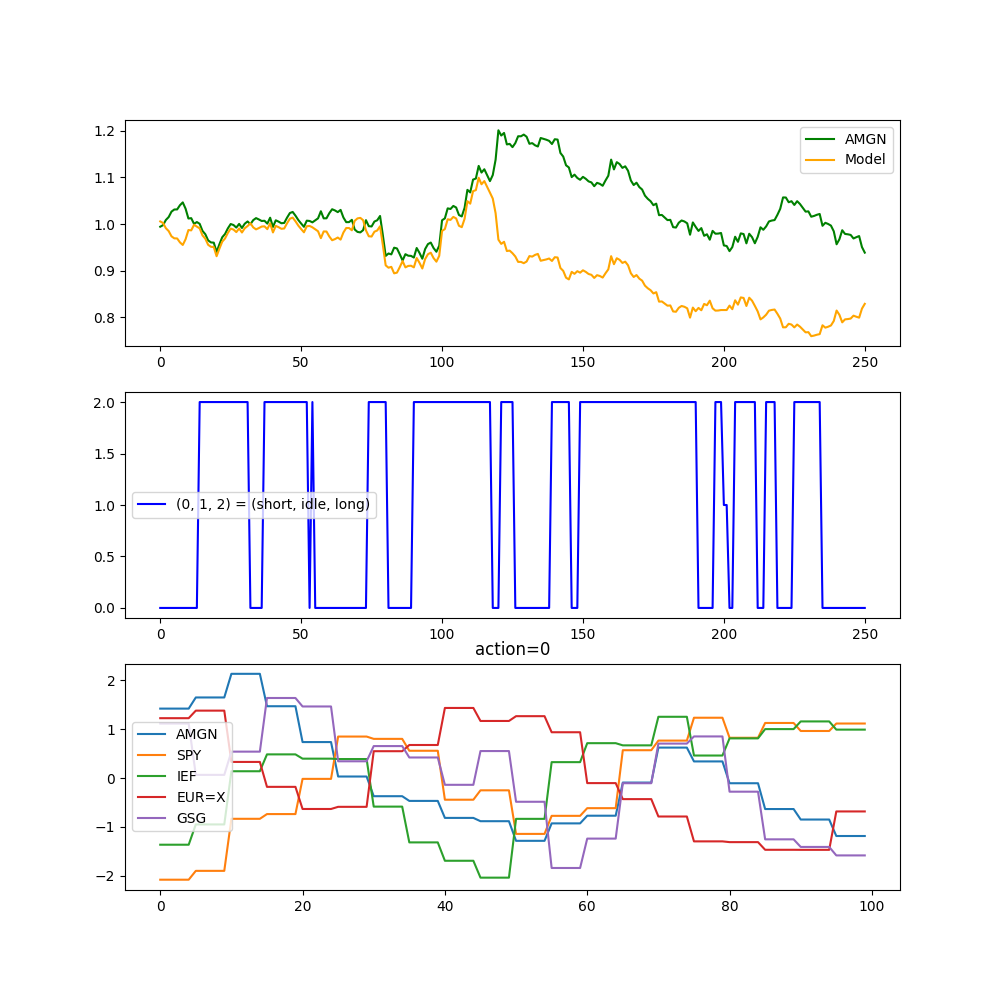 1.2
1.1
1.0
0.9
0.8
AMGN
Model
0 50 100 150 200 250
2.0
1.5
1.0
0.5
0.0
(0, 1, 2) = (short, idle, long)
0 50 100 150 200 250
action=0
2
1
0
−1
−2
AMGN
SPY
IEF
EUR=X
GSG
0 20 40 60 80 100